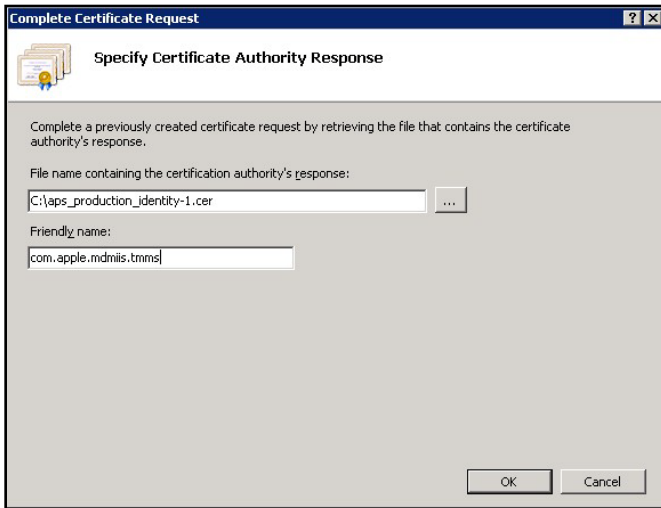 Complete Certificate Request
Specify Certificate Authority Response
Complete a previously created certificate request by retrieving the file that contains the certificate
authority's response.
File name containing the certification authority's response:
C:\aps_production_identity-1.cer
...
Friendly name:
com.apple.mdmiis.tmms
OK Cancel